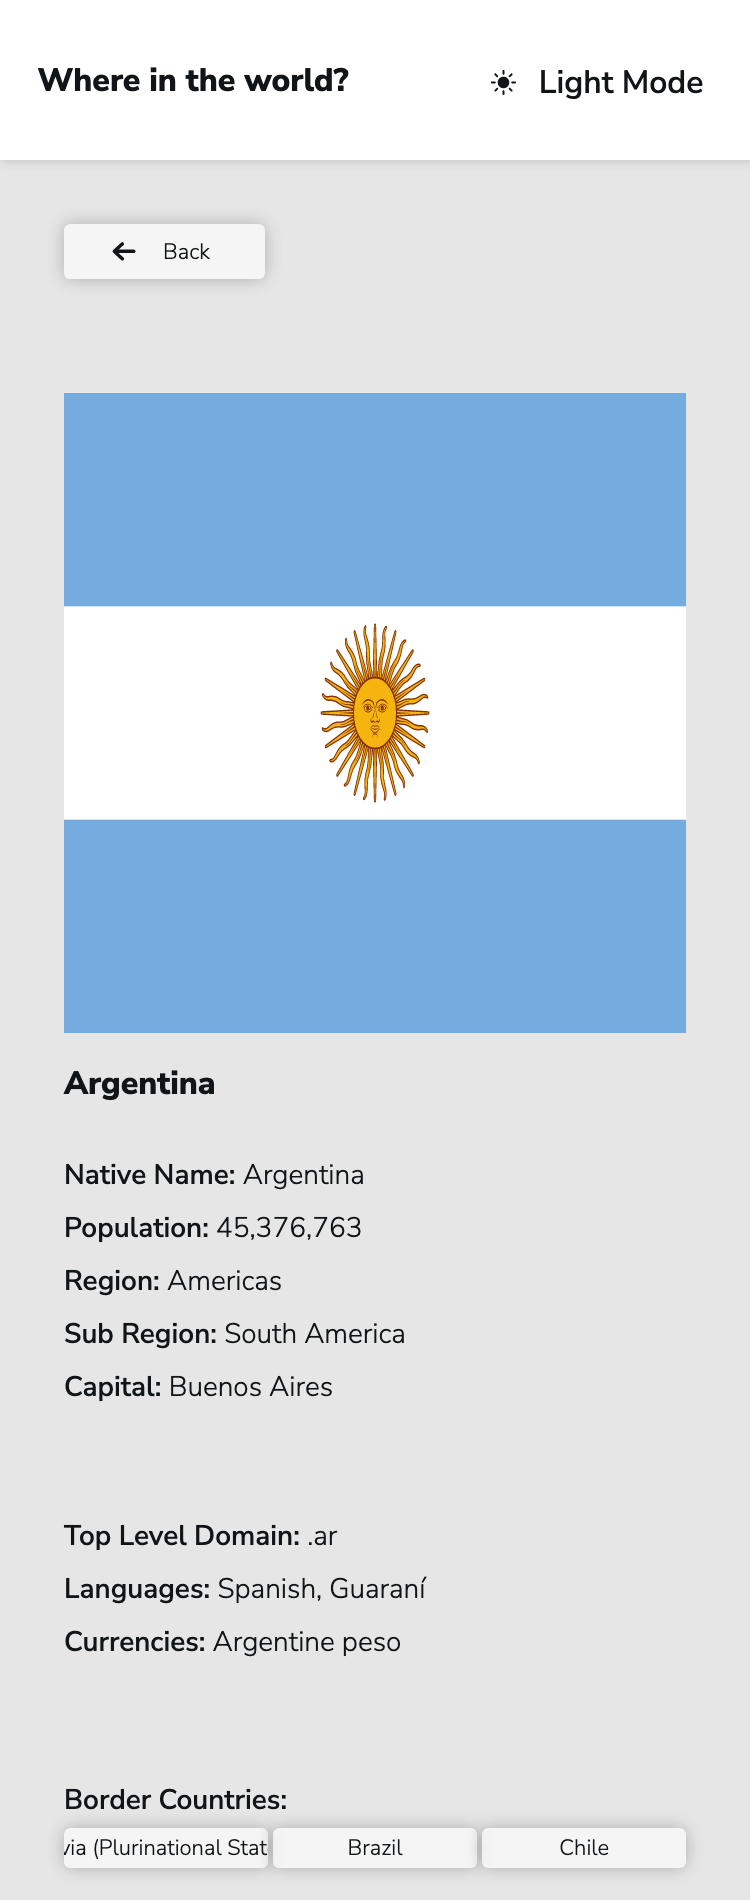 Where in the world?
Light Mode
Back
Argentina
Native Name: Argentina
Population: 45,376,763
Region: Americas
Sub Region: South America
Capital: Buenos Aires
Top Level Domain: .ar
Languages: Spanish, Guaraní
Currencies: Argentine peso
Border Countries:
via (Plurinational Stat Brazil Chile